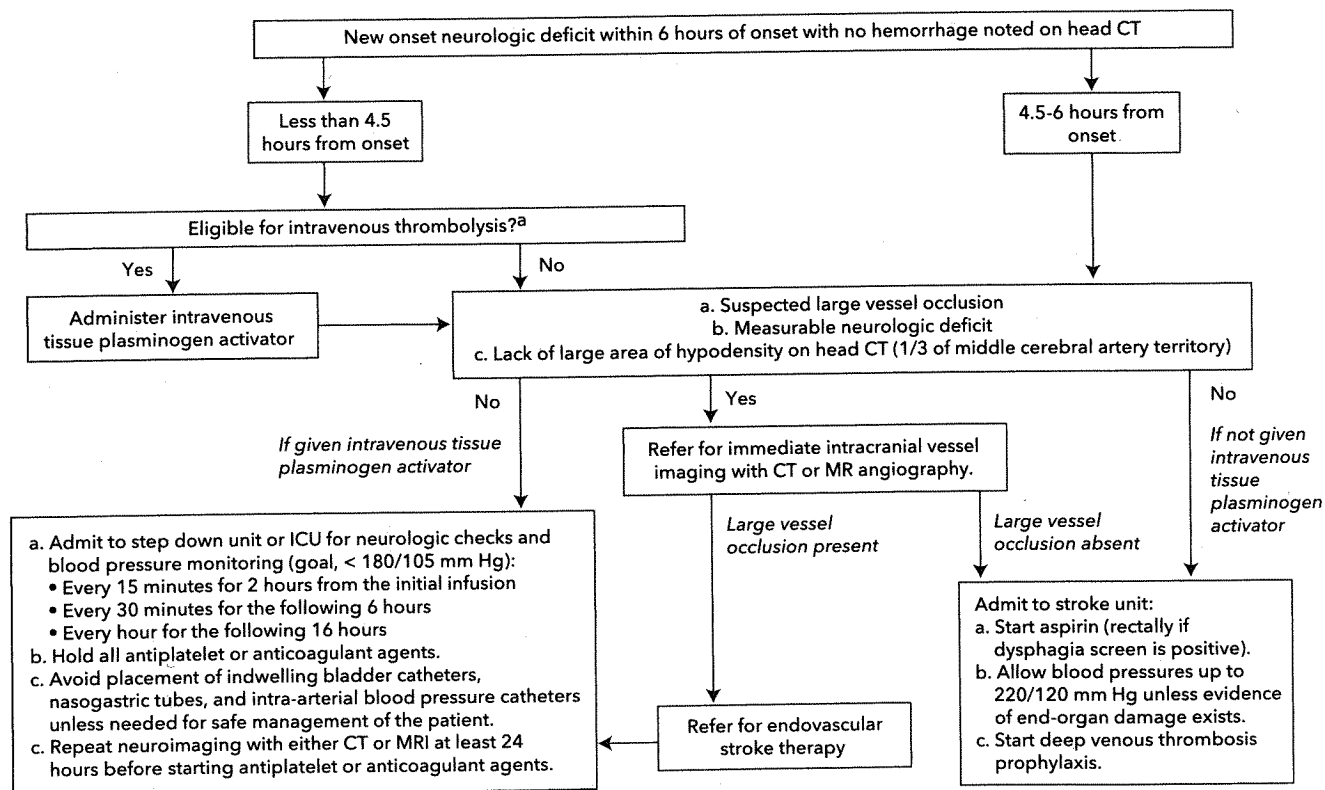 New onset neurologic deficit within 6 hours of onset with no hemorrhage noted on head CT
Less than 4.5
hours from onset
4.5-6 hours from
onset
Eligible for intravenous thrombolysis?a
Yes
No
Administer intravenous
tissue plasminogen activator
a. Suspected large vessel occlusion
b. Measurable neurologic deficit
c. Lack of large area of hypodensity on head CT (1/3 of middle cerebral artery territory)
No
If given intravenous tissue
plasminogen activator
Yes
No
If not given
intravenous
tissue
plasminogen
activator
Refer for immediate intracranial vessel
imaging with CT or MR angiography.
Large vessel
occlusion present
Large vessel
occlusion absent
a. Admit to step down unit or ICU for neurologic checks and
blood pressure monitoring (goal, < 180/105 mm Hg):
• Every 15 minutes for 2 hours from the initial infusion
• Every 30 minutes for the following 6 hours
• Every hour for the following 16 hours
b. Hold all antiplatelet or anticoagulant agents.
c. Avoid placement of indwelling bladder catheters,
nasogastric tubes, and intra-arterial blood pressure catheters
unless needed for safe management of the patient.
c. Repeat neuroimaging with either CT or MRI at least 24
hours before starting antiplatelet or anticoagulant agents.
Refer for endovascular
stroke therapy
Admit to stroke unit:
a. Start aspirin (rectally if
dysphagia screen is positive).
b. Allow blood pressures up to
220/120 mm Hg unless evidence
of end-organ damage exists.
c. Start deep venous thrombosis
prophylaxis.